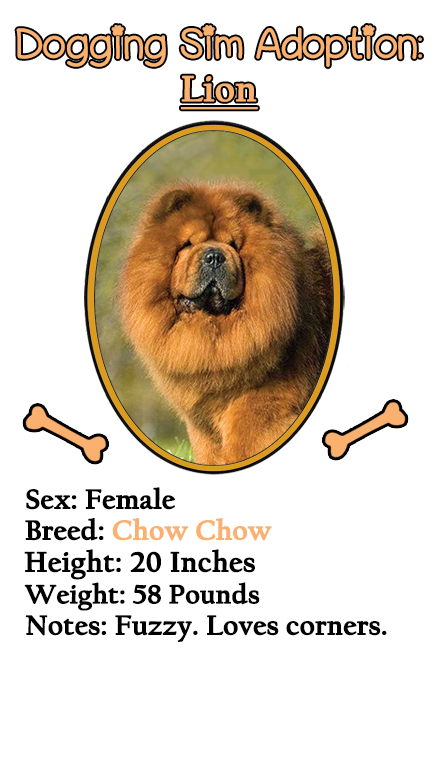 Dogging Sim Adoption:
Lion
Sex: Female
Breed: Chow Chow
Height: 20 Inches
Weight: 58 Pounds
Notes: Fuzzy. Loves corners.